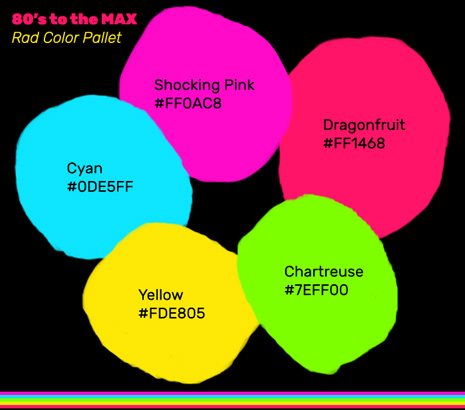 80's to the MAX
Rad Color Pallet
Shocking Pink
#FF0AC8
Dragonfruit
#FF1468
Cyan
#0DE5FF
Chartreuse
#7EFF00
Yellow
#FDE805